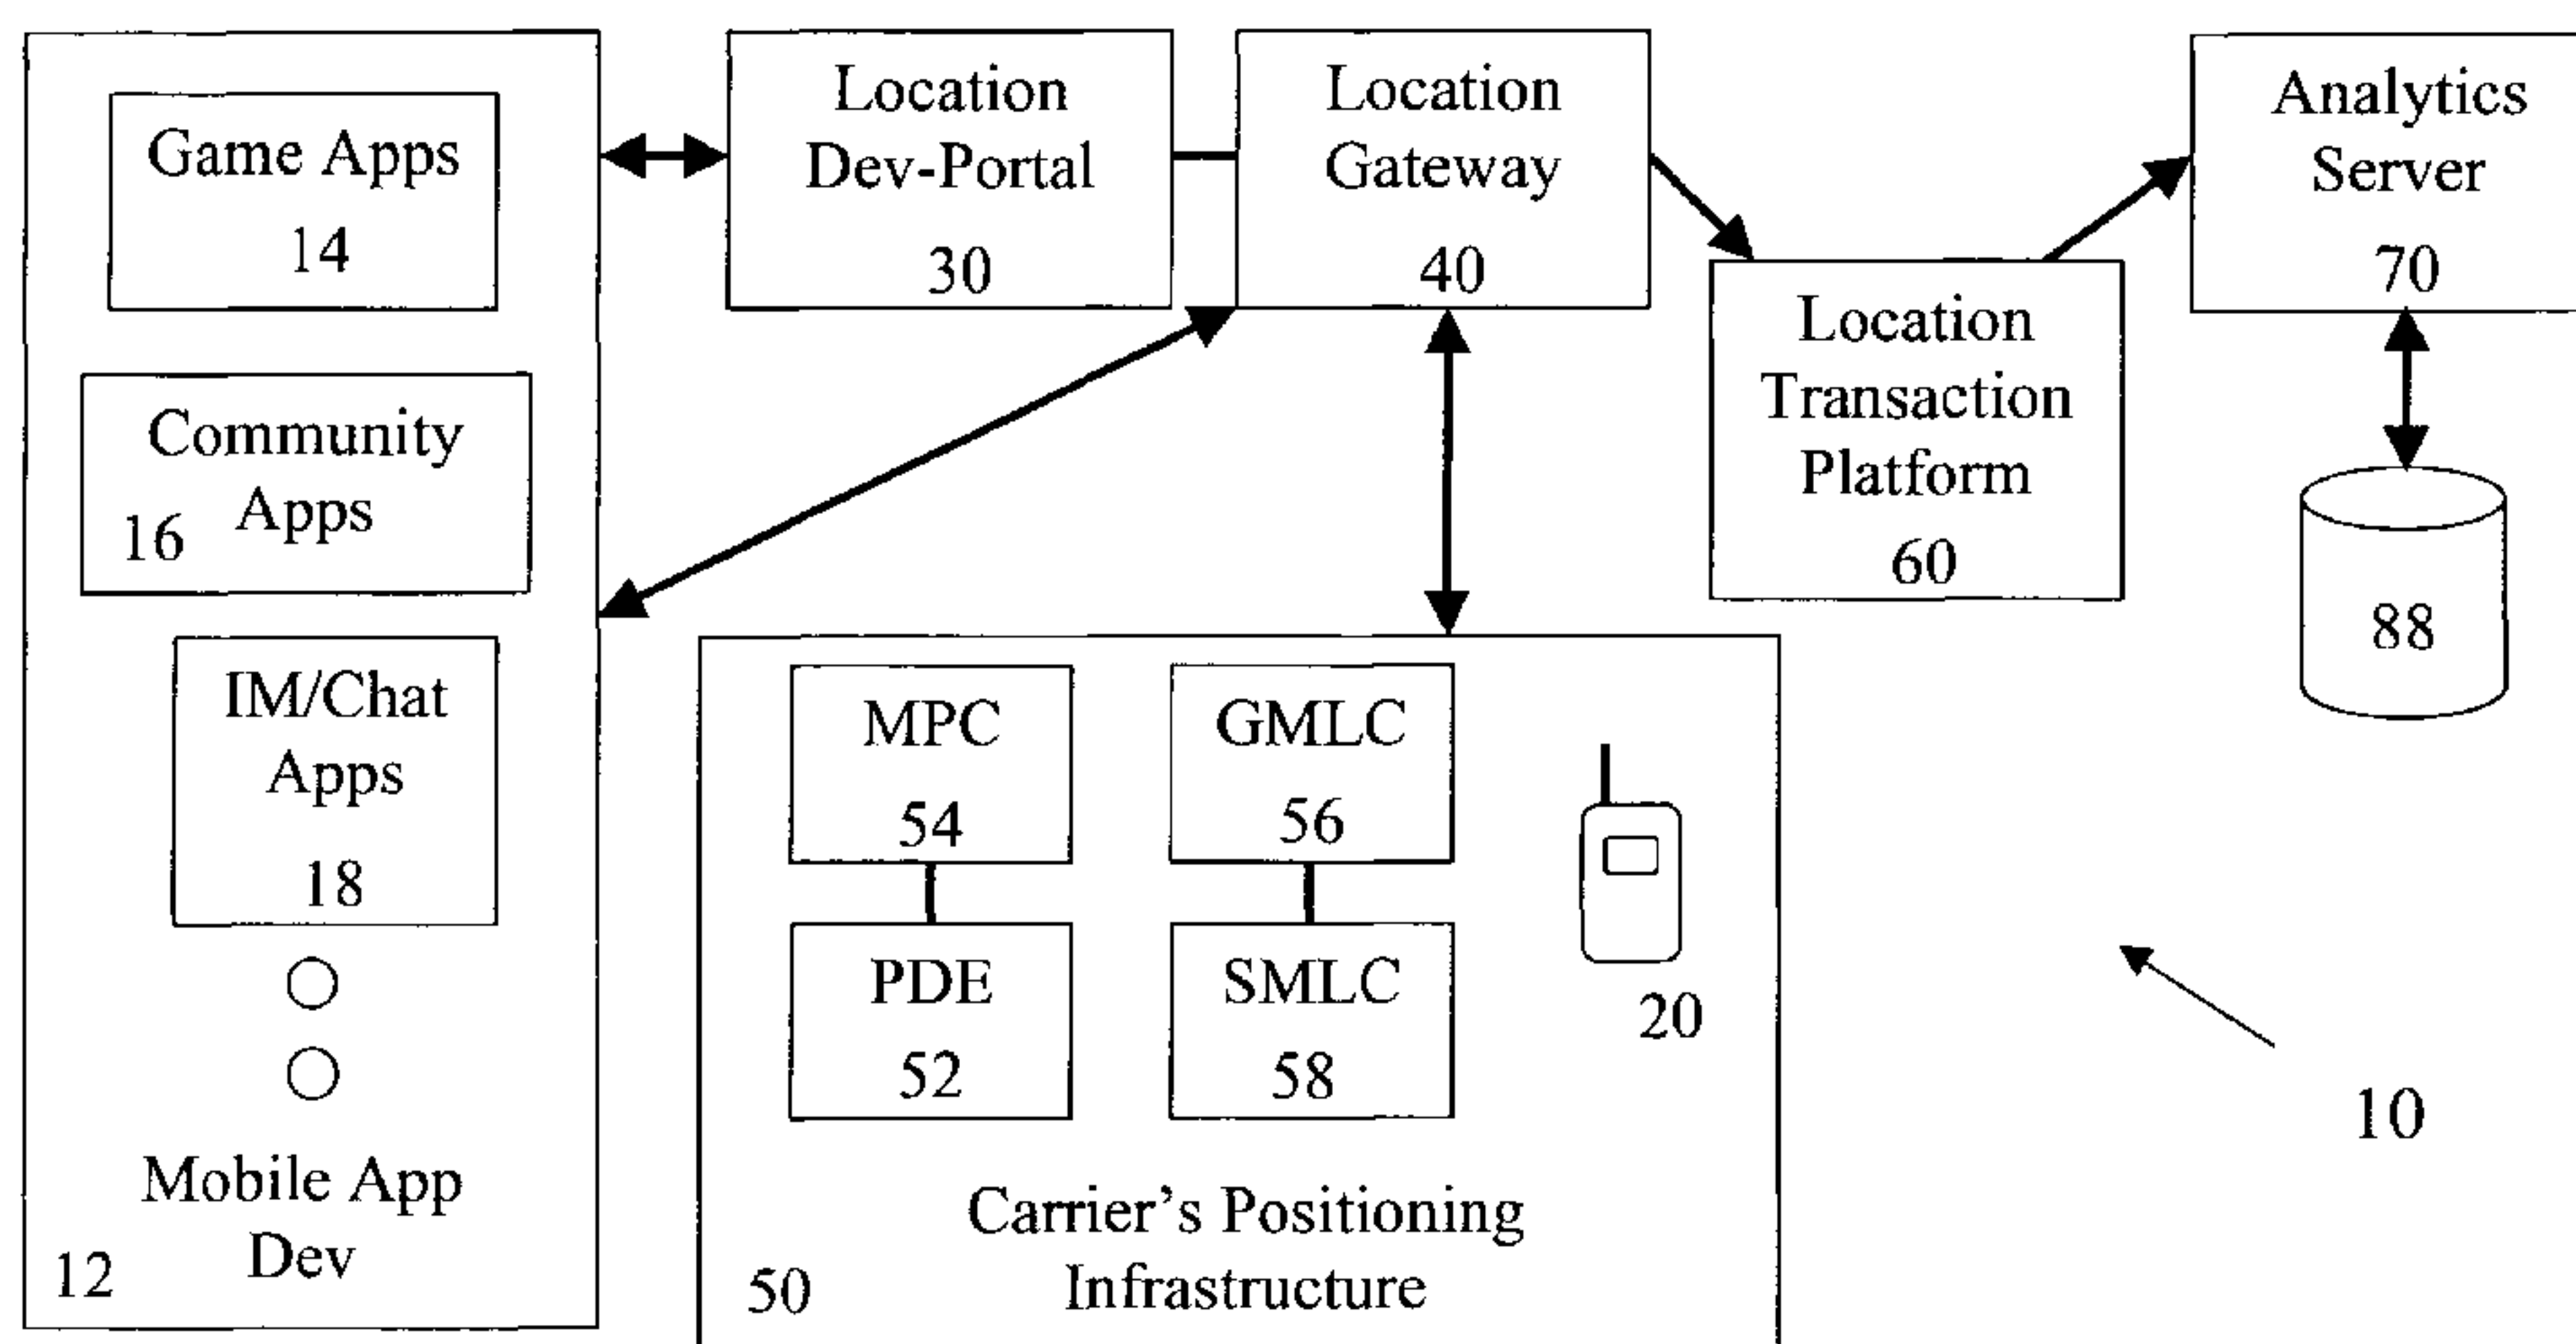 Game Apps
14
Community
Apps
16
IM/Chat
Apps
18
Mobile App
Dev
12
Location
Dev-Portal
30
Location
Gateway
40
Location
Transaction
Platform
60
Analytics
Server
70
88
MPC
54
GMLC
56
PDE
52
SMLC
58
20
Carrier's Positioning
Infrastructure
50
10